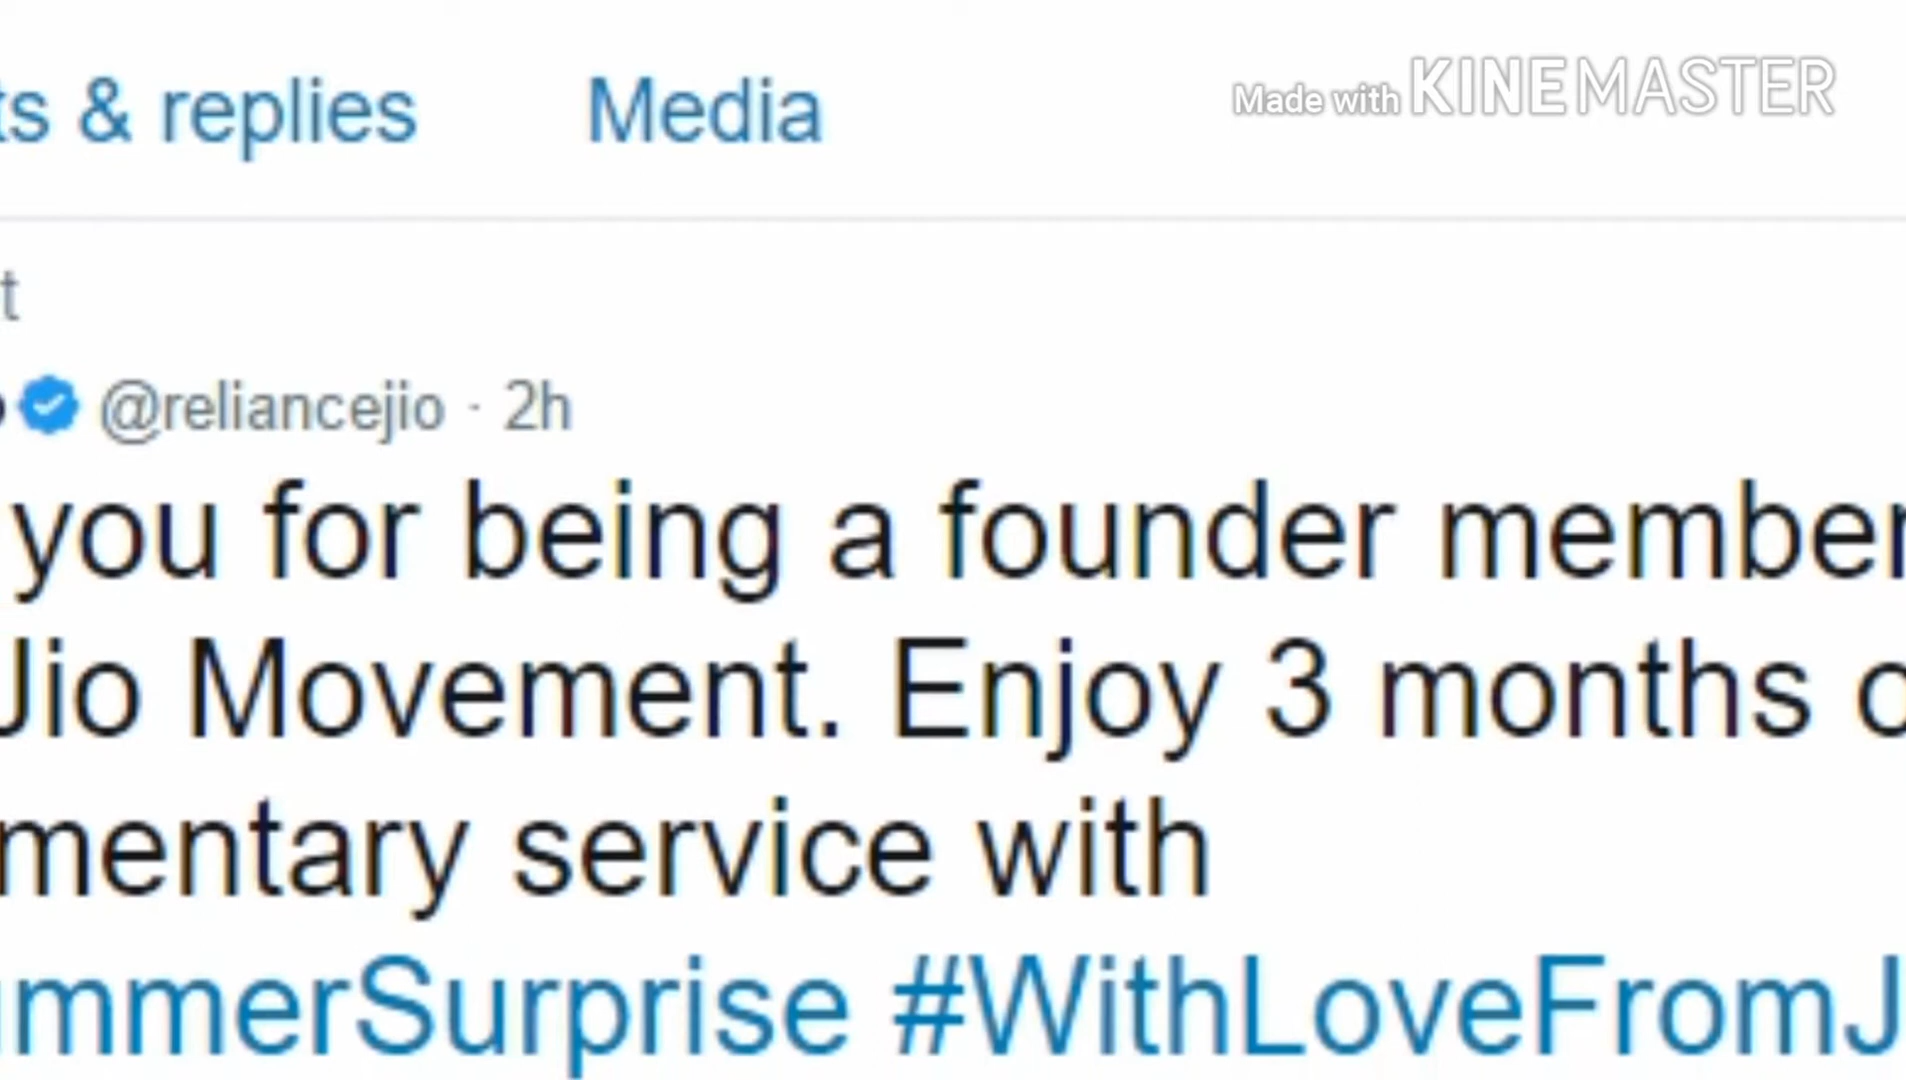 ts & replies Media Made with KINEMASTER
t
@reliancejio · 2h
you for being a founder member
Jio Movement. Enjoy 3 months o
mentary service with
ummerSurprise #WithLoveFromJ